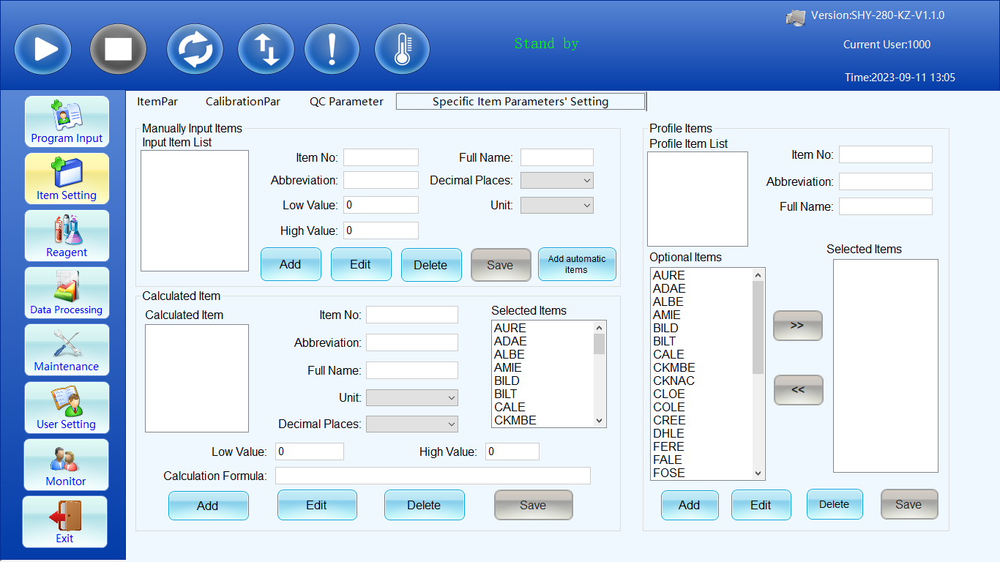 Version:SHY-280-KZ-V1.1.0
Stand by
Current User:1000
Time:2023-09-11 13:05
Program Input
Item Setting
Reagent
Data Processing
Maintenance
User Setting
Monitor
Exit
ItemPar CalibrationPar QC Parameter Specific Item Parameters' Setting
Manually Input Items
Input Item List
Item No:
Full Name:
Abbreviation:
Decimal Places:
Low Value: 0
Unit:
High Value: 0
Add Edit Delete Save Add automatic
items
Calculated Item
Calculated Item
Item No:
Abbreviation:
Full Name:
Unit:
Decimal Places:
Selected Items
AURE
ADAE
ALBE
AMIE
BILD
BILT
CALE
CKMBE
Low Value: 0
High Value: 0
Calculation Formula:
Add Edit Delete Save
Profile Items
Profile Item List
Item No:
Abbreviation:
Full Name:
Optional Items
AURE
ADAE
ALBE
AMIE
BILD
BILT
CALE
CKMBE
CKNAC
CLOE
COLE
CREE
DHLE
FERE
FALE
FOSE
>>
<<
Selected Items
Add Edit Delete Save